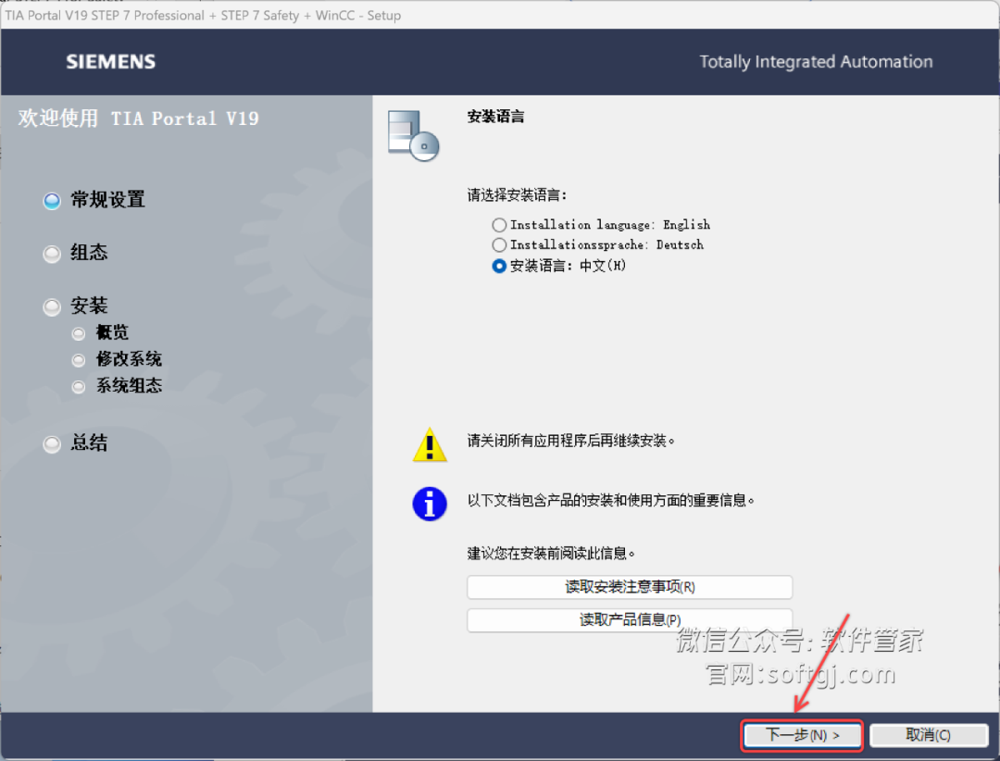 TIA Portal V19 STEP 7 Professional + STEP 7 Safety + WinCC - Setup
SIEMENS
Totally Integrated Automation
欢迎使用 TIA Portal V19
常规设置
组态
安装
概览
修改系统
系统组态
总结
安装语言
请选择安装语言:
Installation language: English
Installationssprache: Deutsch
安装语言: 中文(H)
请关闭所有应用程序后再继续安装。
以下文档包含产品的安装和使用方面的重要信息。
建议您在安装前阅读此信息。
读取安装注意事项(R)
读取产品信息(P)
微信公众号:软件管家
官网:softgj.com
下一步(N) >
取消(C)